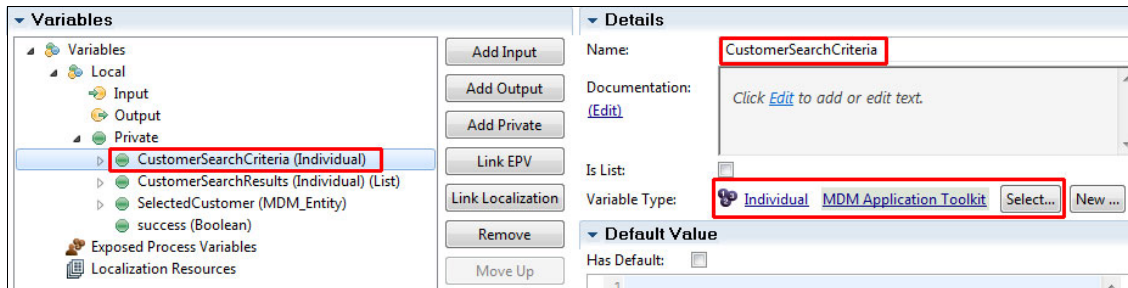 Variables
Variables
Local
Input
Output
Private
CustomerSearchCriteria (Individual)
CustomerSearchResults (Individual) (List)
SelectedCustomer (MDM_Entity)
success (Boolean)
Exposed Process Variables
Localization Resources
Add Input
Add Output
Add Private
Link EPV
Link Localization
Remove
Move Up
Details
Name: CustomerSearchCriteria
Documentation:
(Edit)
Click Edit to add or edit text.
Is List:
Variable Type: Individual MDM Application Toolkit Select... New ...
Default Value
Has Default:
1